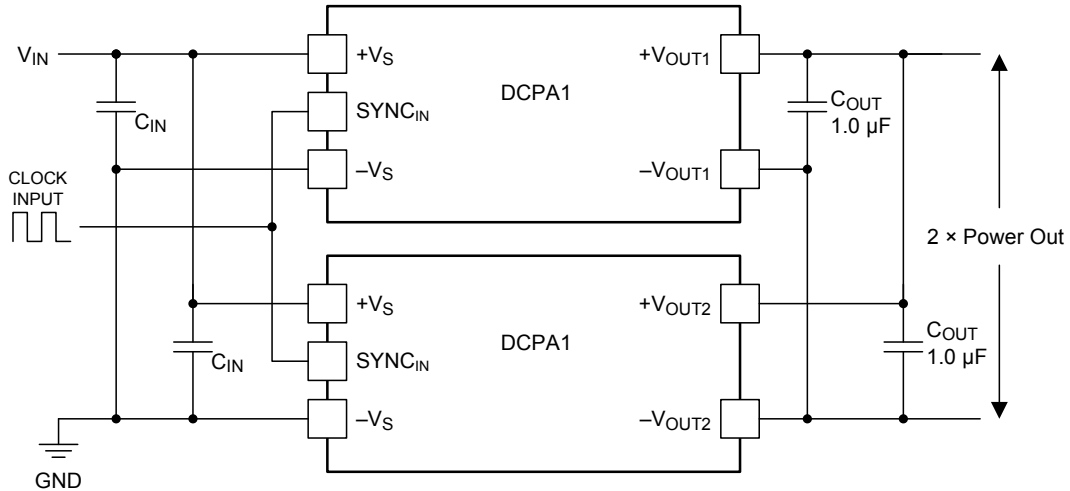 V_IN
+V_S
+V_OUT1
DCPA1
C_IN
SYNC_IN
C_OUT
1.0 µF
–V_S
–V_OUT1
CLOCK
INPUT
2 × Power Out
+V_S
+V_OUT2
DCPA1
C_IN
SYNC_IN
C_OUT
1.0 µF
–V_S
–V_OUT2
GND